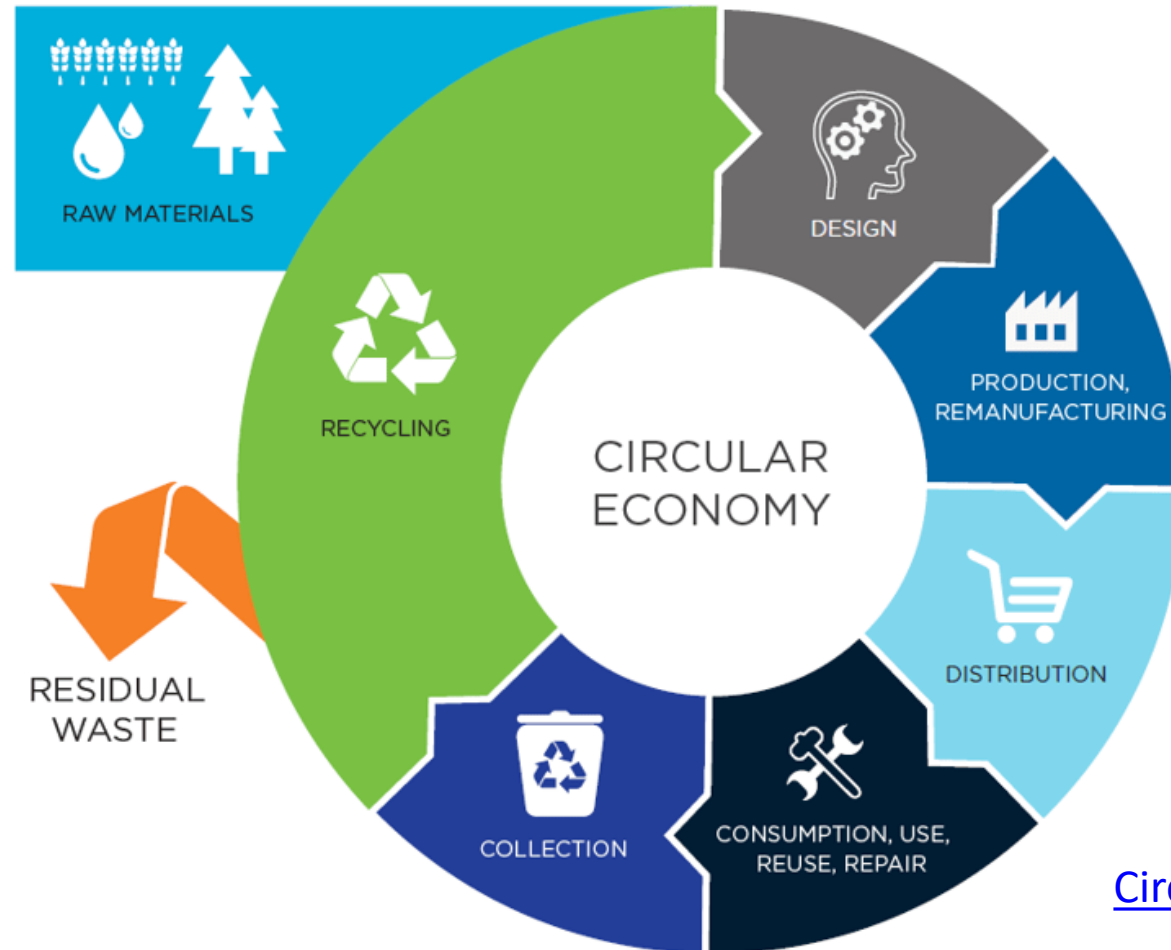 RAW MATERIALS
DESIGN
PRODUCTION,
REMANUFACTURING
RECYCLING
CIRCULAR
ECONOMY
DISTRIBUTION
RESIDUAL
WASTE
CONSUMPTION, USE,
REUSE, REPAIR
COLLECTION